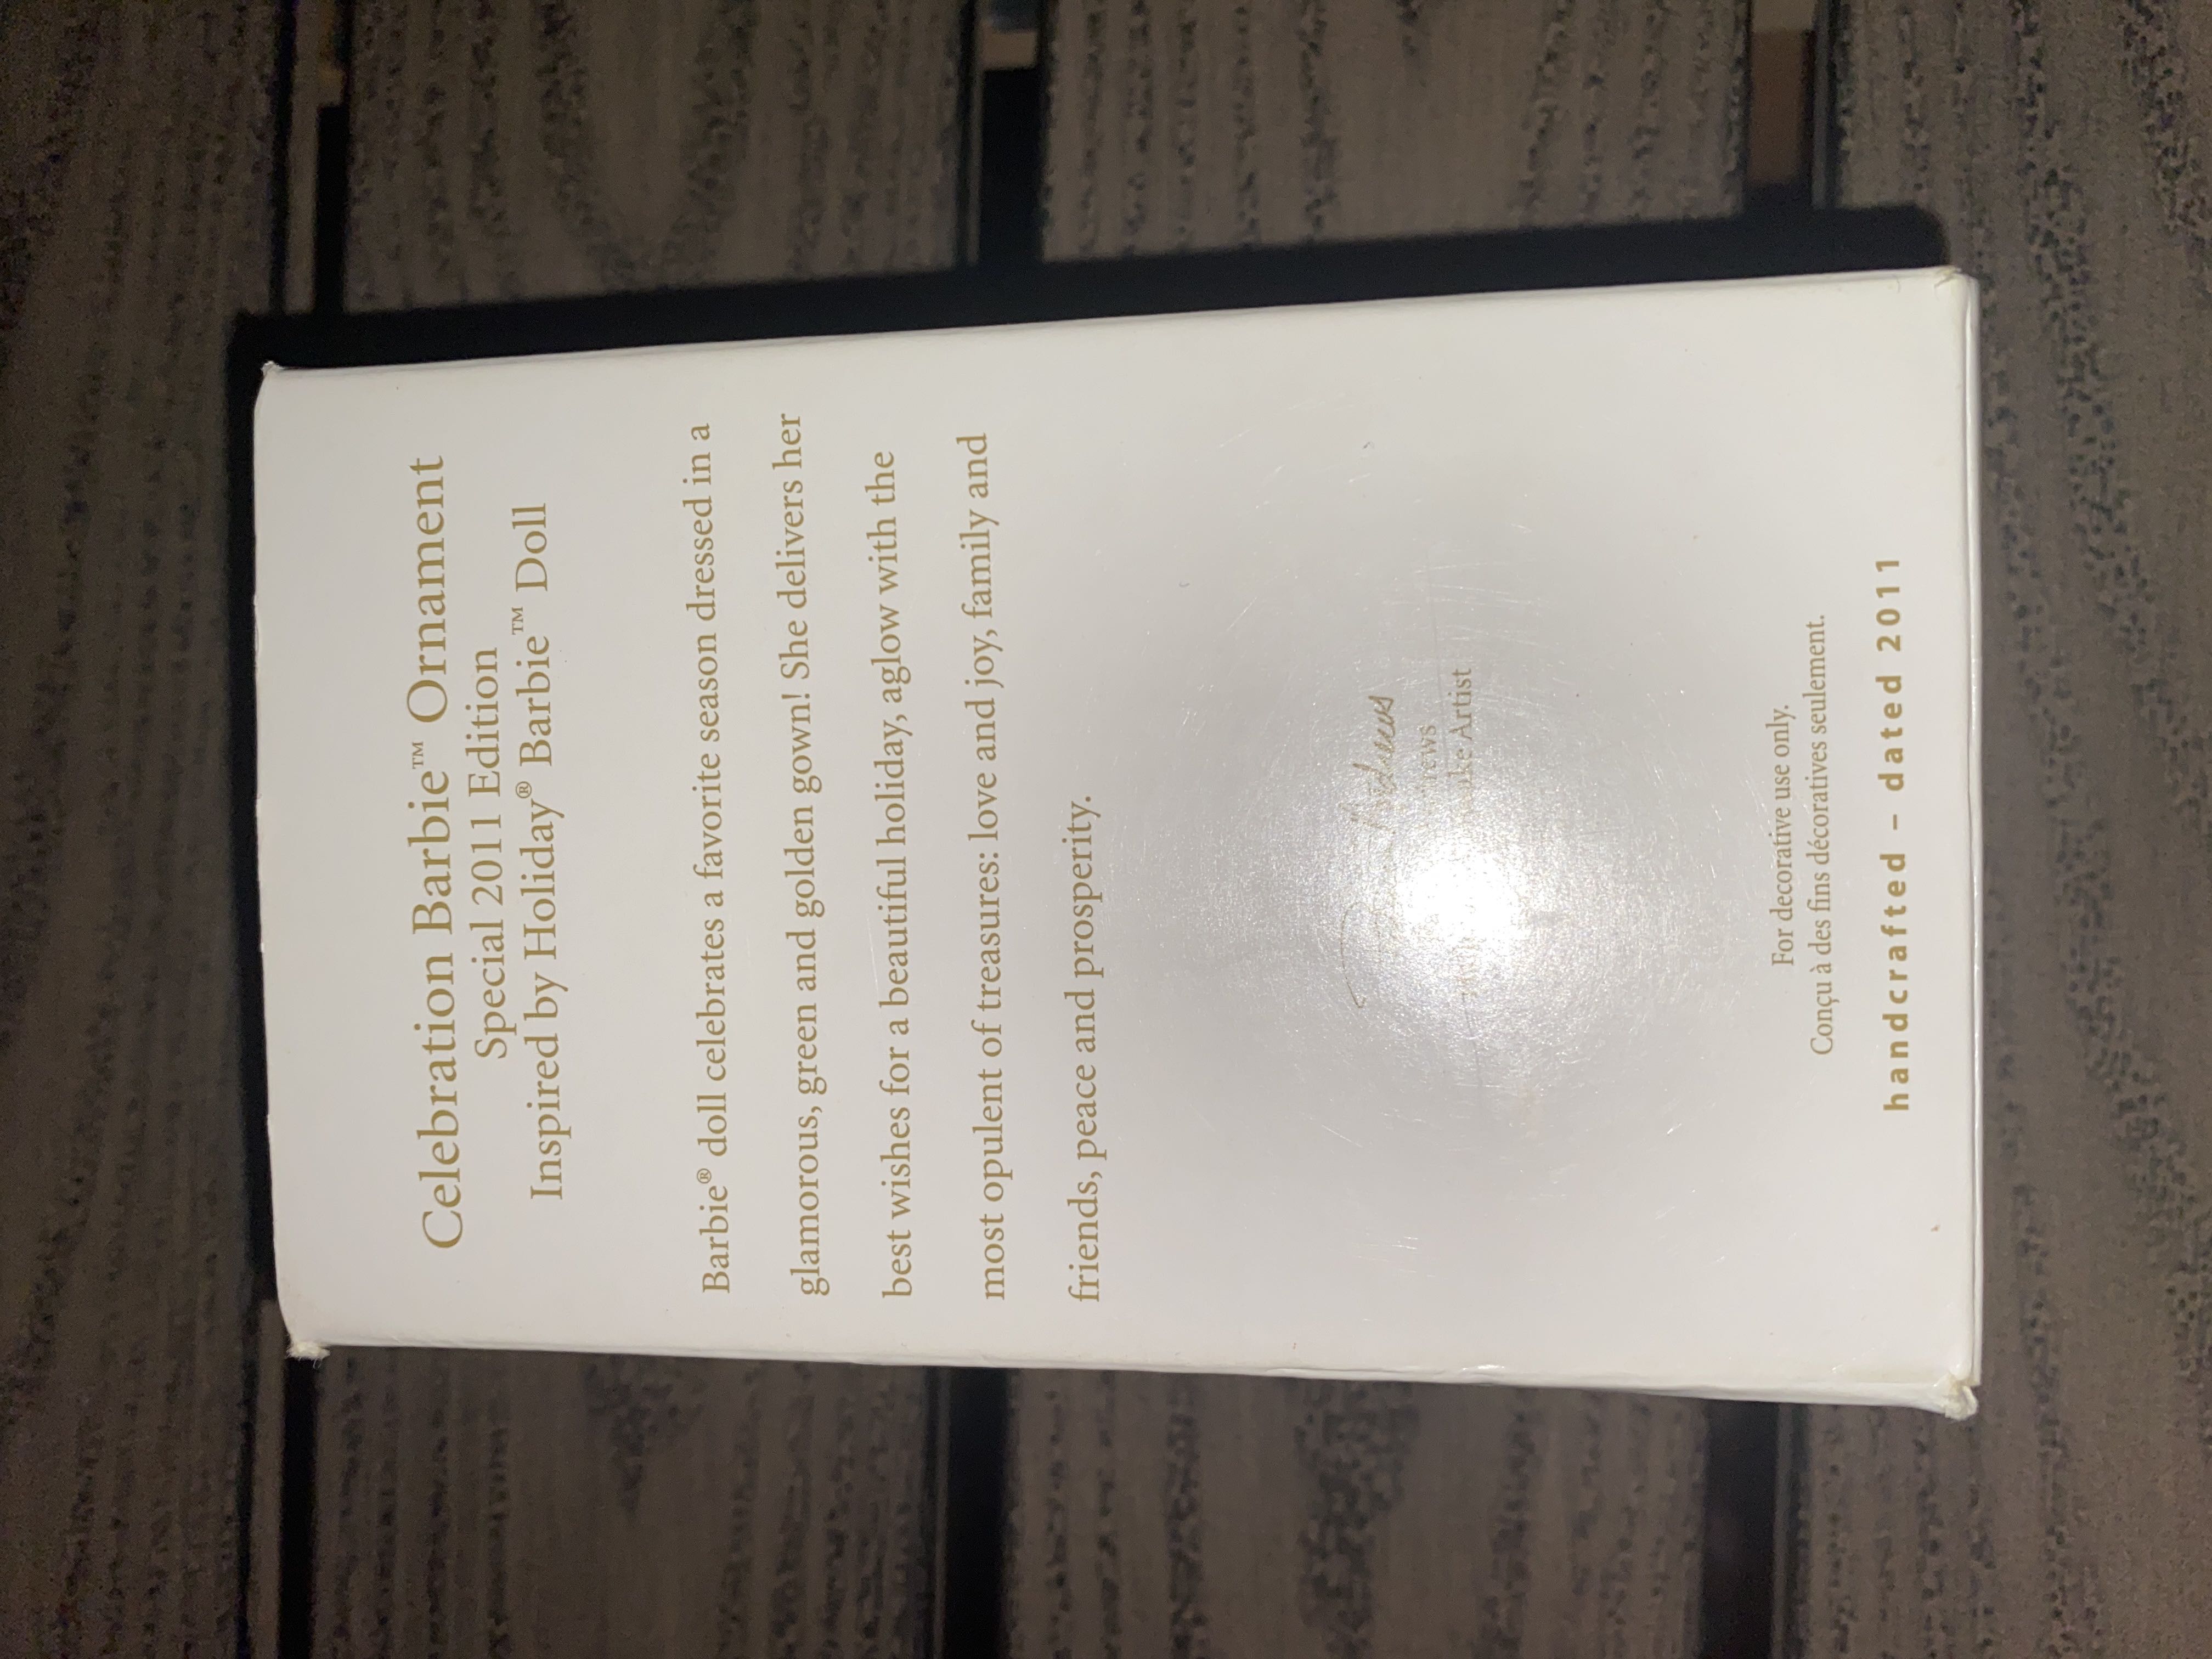 Celebration Barbie™ Ornament
Special 2011 Edition
Inspired by Holiday® Barbie™ Doll
Barbie® doll celebrates a favorite season dressed in a
glamorous, green and golden gown! She delivers her
best wishes for a beautiful holiday, aglow with the
most opulent of treasures: love and joy, family and
friends, peace and prosperity.
Artist
For decorative use only.
Conçu à des fins décoratives seulement.
handcrafted – dated 2011